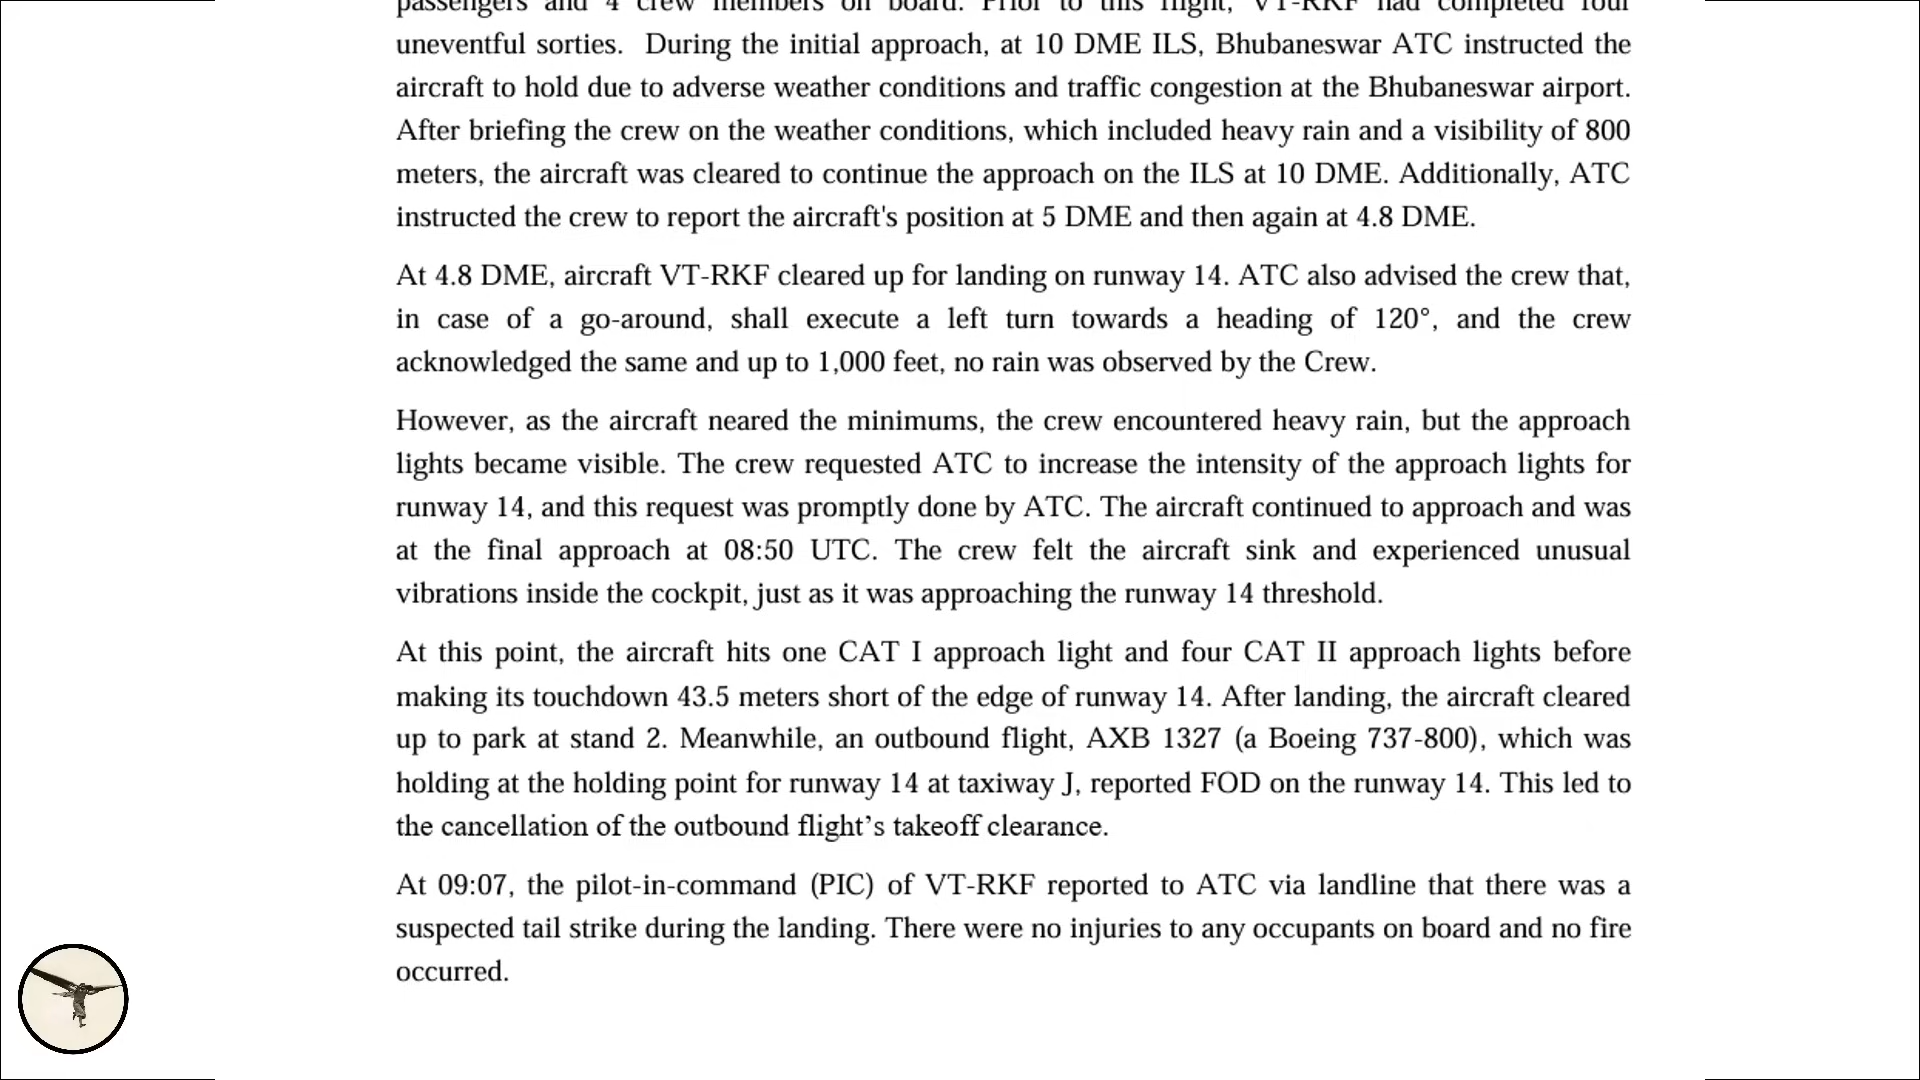 passengers and 4 crew members on board. Prior to this flight, VT-RKF had completed four
uneventful sorties. During the initial approach, at 10 DME ILS, Bhubaneswar ATC instructed the
aircraft to hold due to adverse weather conditions and traffic congestion at the Bhubaneswar airport.
After briefing the crew on the weather conditions, which included heavy rain and a visibility of 800
meters, the aircraft was cleared to continue the approach on the ILS at 10 DME. Additionally, ATC
instructed the crew to report the aircraft's position at 5 DME and then again at 4.8 DME.
At 4.8 DME, aircraft VT-RKF cleared up for landing on runway 14. ATC also advised the crew that,
in case of a go-around, shall execute a left turn towards a heading of 120°, and the crew
acknowledged the same and up to 1,000 feet, no rain was observed by the Crew.
However, as the aircraft neared the minimums, the crew encountered heavy rain, but the approach
lights became visible. The crew requested ATC to increase the intensity of the approach lights for
runway 14, and this request was promptly done by ATC. The aircraft continued to approach and was
at the final approach at 08:50 UTC. The crew felt the aircraft sink and experienced unusual
vibrations inside the cockpit, just as it was approaching the runway 14 threshold.
At this point, the aircraft hits one CAT I approach light and four CAT II approach lights before
making its touchdown 43.5 meters short of the edge of runway 14. After landing, the aircraft cleared
up to park at stand 2. Meanwhile, an outbound flight, AXB 1327 (a Boeing 737-800), which was
holding at the holding point for runway 14 at taxiway J, reported FOD on the runway 14. This led to
the cancellation of the outbound flight’s takeoff clearance.
At 09:07, the pilot-in-command (PIC) of VT-RKF reported to ATC via landline that there was a
suspected tail strike during the landing. There were no injuries to any occupants on board and no fire
occurred.